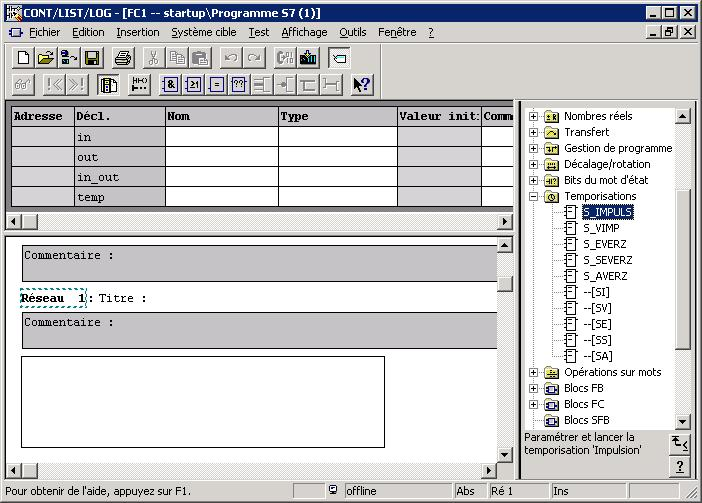 CONT/LIST/LOG - [FC1 -- startup\Programme S7 (1)]
Fichier Edition Insertion Système cible Test Affichage Outils Fenêtre ?
Adresse Décl. Nom Type Valeur init: Comm
in
out
in_out
temp
Commentaire :
Réseau 1: Titre :
Commentaire :
Nombres réels
Transfert
Gestion de programme
Décalage/rotation
Bits du mot d'état
Temporisations
S_IMPULS
S_VIMP
S_EVERZ
S_SEVERZ
S_AVERZ
--[SI]
--[SV]
--[SE]
--[SS]
--[SA]
Opérations sur mots
Blocs FB
Blocs FC
Blocs SFB
Paramétrer et lancer la
temporisation 'Impulsion'
Pour obtenir de l'aide, appuyez sur F1. offline Abs Ré 1 Ins